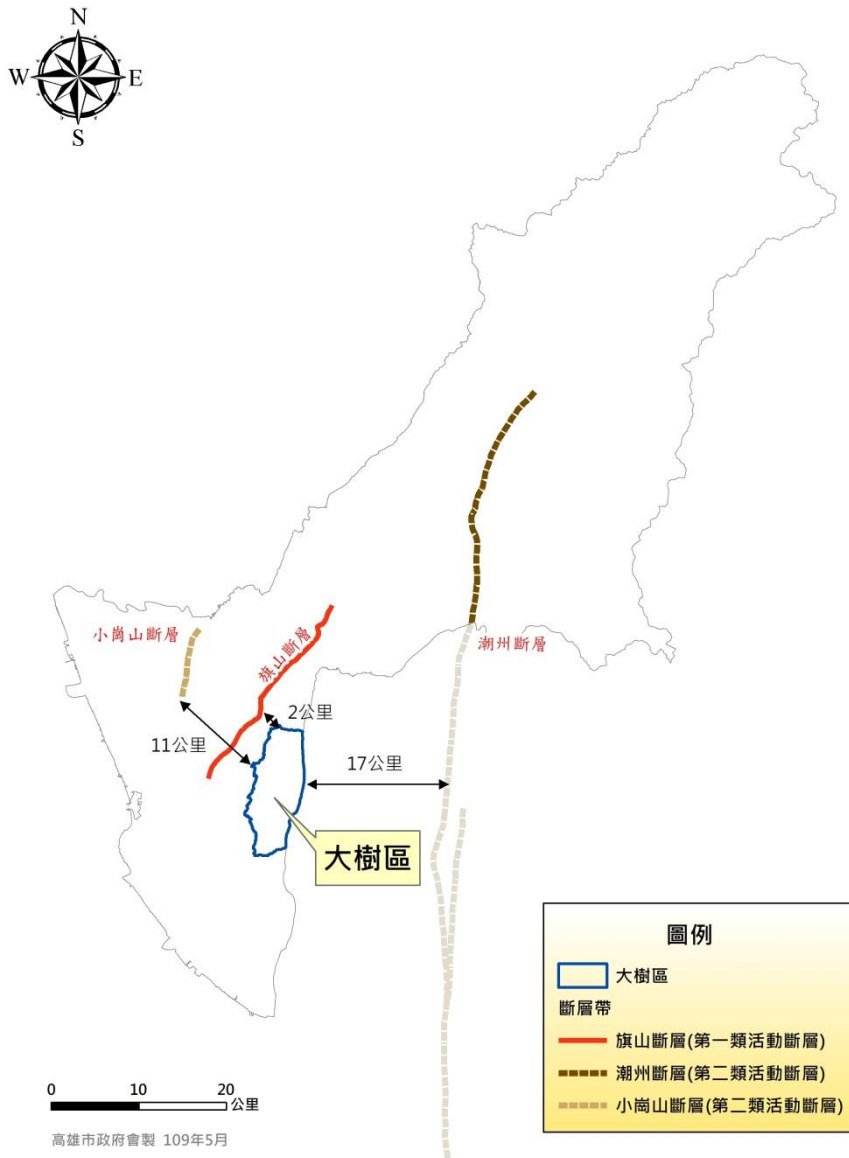 N
W E
S
小崗山斷層
旗山斷層
潮州斷層
2公里
11公里
17公里
大樹區
圖例
大樹區
斷層帶
旗山斷層(第一類活動斷層)
潮州斷層(第二類活動斷層)
小崗山斷層(第二類活動斷層)
0 10 20
公里
高雄市政府會製 109年5月